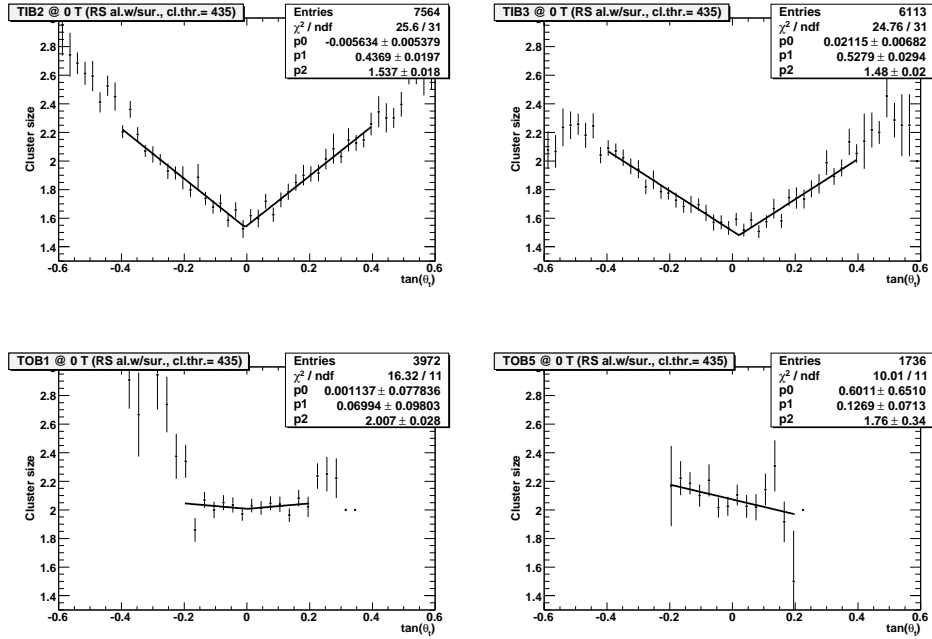 TIB2 @ 0 T (RS al.w/sur., cl.thr.= 435)
Entries 7564
χ² / ndf 25.6 / 31
p0 -0.005634 ± 0.005379
p1 0.4369 ± 0.0197
p2 1.537 ± 0.018
Cluster size
3
2.8
2.6
2.4
2.2
2
1.8
1.6
1.4
-0.6 -0.4 -0.2 0 0.2 0.4 0.6
tan(θt)
TIB3 @ 0 T (RS al.w/sur., cl.thr.= 435)
Entries 6113
χ² / ndf 24.76 / 31
p0 0.02115 ± 0.00682
p1 0.5279 ± 0.0294
p2 1.48 ± 0.02
Cluster size
3
2.8
2.6
2.4
2.2
2
1.8
1.6
1.4
-0.6 -0.4 -0.2 0 0.2 0.4 0.6
tan(θt)
TOB1 @ 0 T (RS al.w/sur., cl.thr.= 435)
Entries 3972
χ² / ndf 16.32 / 11
p0 0.001137 ± 0.077836
p1 0.06994 ± 0.09803
p2 2.007 ± 0.028
Cluster size
3
2.8
2.6
2.4
2.2
2
1.8
1.6
1.4
-0.6 -0.4 -0.2 0 0.2 0.4 0.6
tan(θt)
TOB5 @ 0 T (RS al.w/sur., cl.thr.= 435)
Entries 1736
χ² / ndf 10.01 / 11
p0 0.6011 ± 0.6510
p1 0.1269 ± 0.0713
p2 1.76 ± 0.34
Cluster size
3
2.8
2.6
2.4
2.2
2
1.8
1.6
1.4
-0.6 -0.4 -0.2 0 0.2 0.4 0.6
tan(θt)